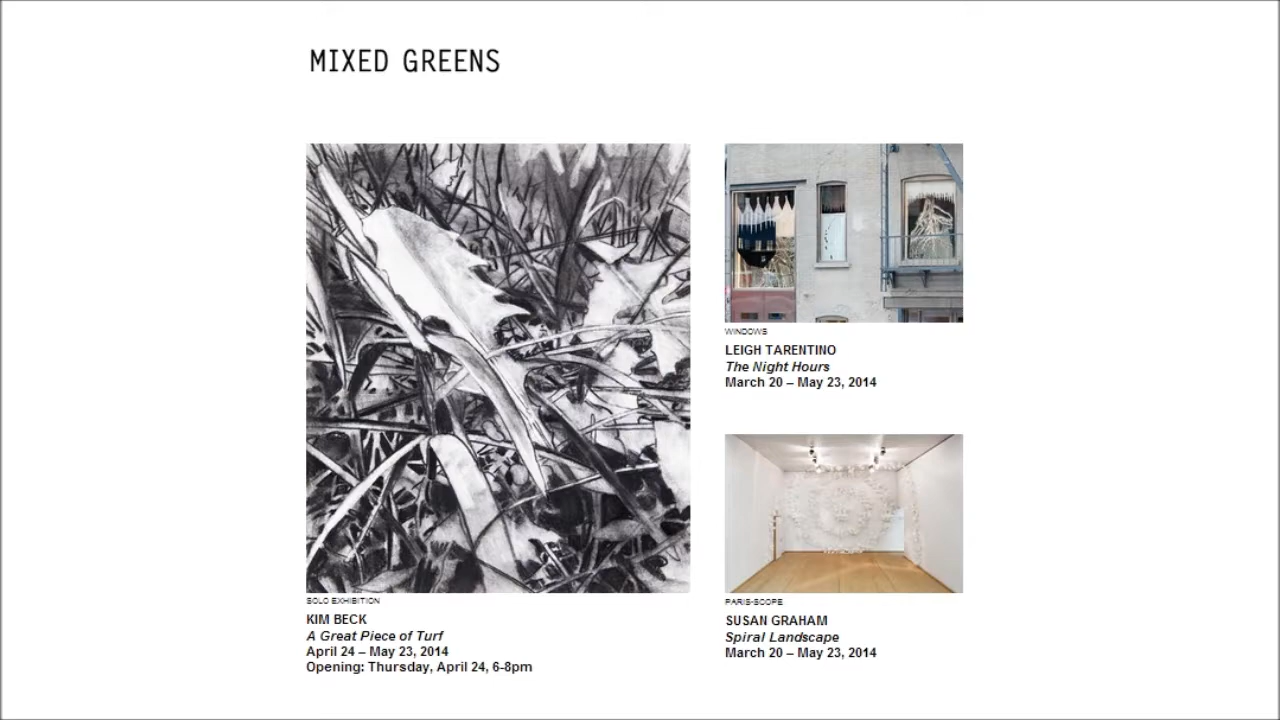 MIXED GREENS
SOLO EXHIBITION
KIM BECK
A Great Piece of Turf
April 24 – May 23, 2014
Opening: Thursday, April 24, 6-8pm
WINDOWS
LEIGH TARENTINO
The Night Hours
March 20 – May 23, 2014
PARIS-SCOPE
SUSAN GRAHAM
Spiral Landscape
March 20 – May 23, 2014